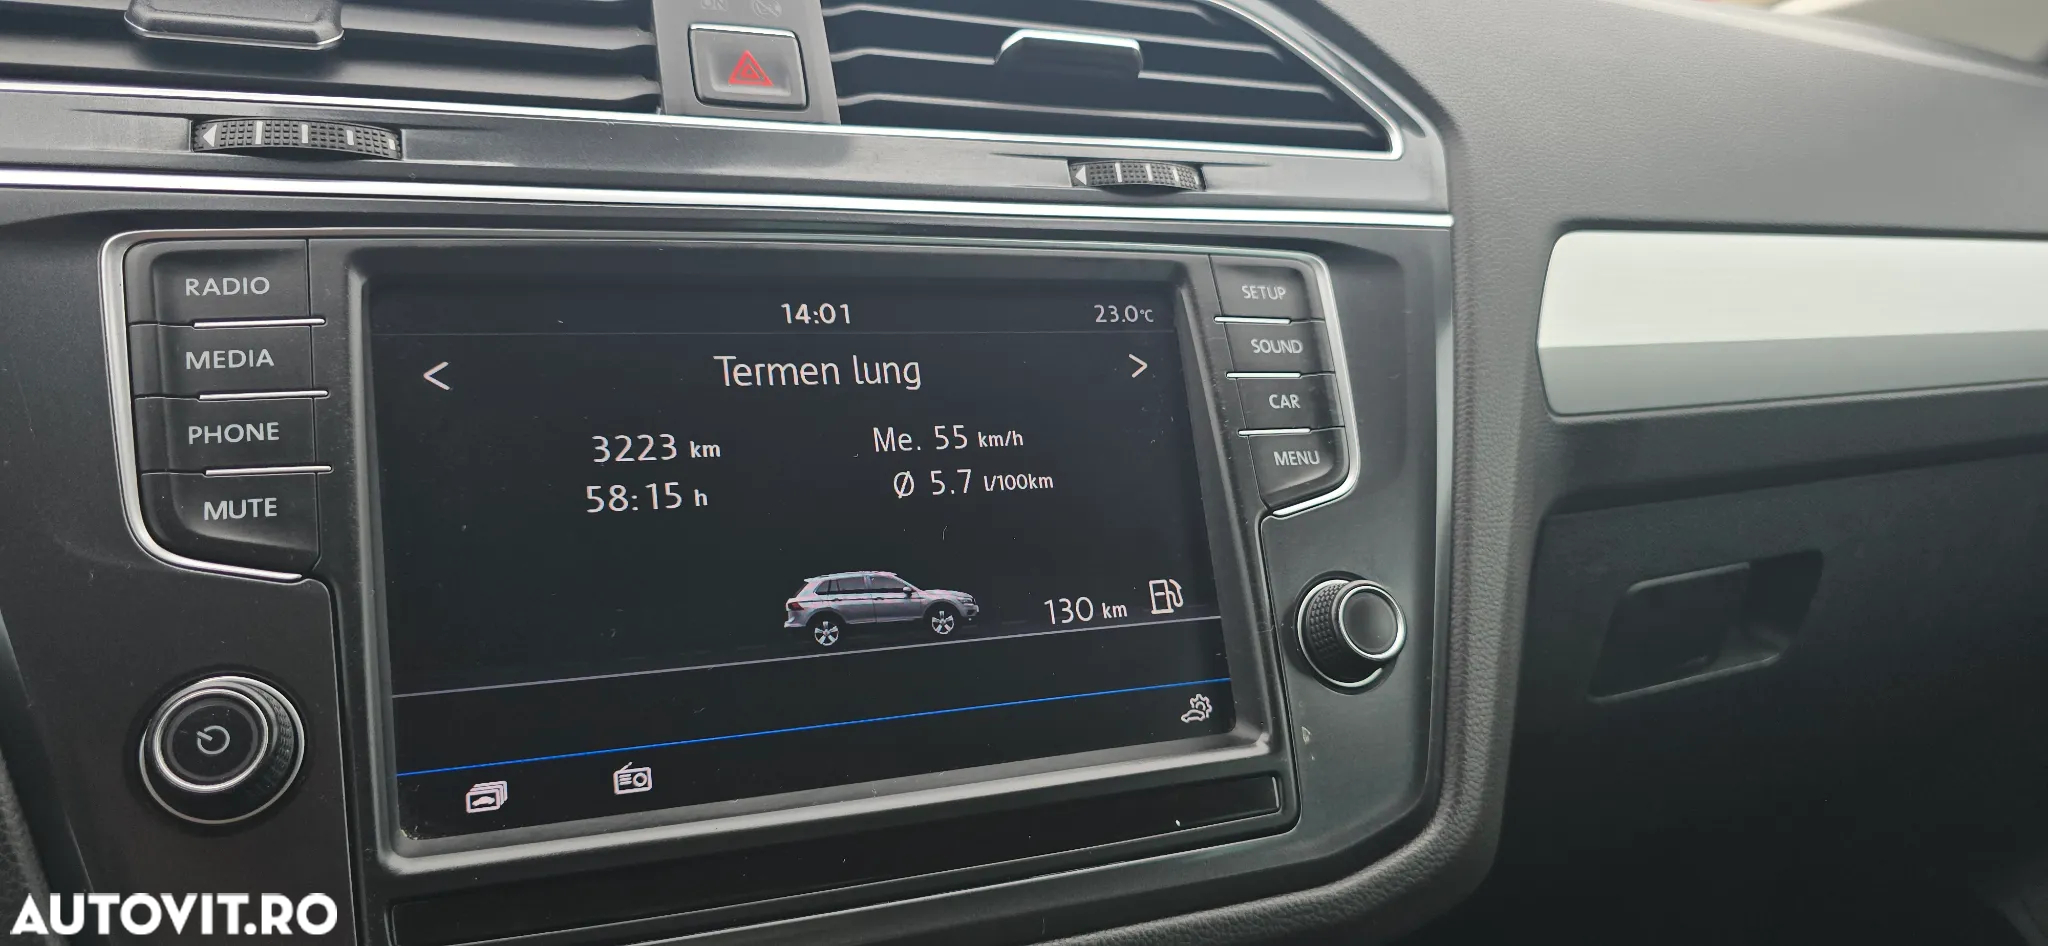 RADIO
MEDIA
PHONE
MUTE
14:01
23.0°C
< Termen lung >
3223 km
Me. 55 km/h
58:15 h
Ø 5.7 l/100km
130 km
SETUP
SOUND
CAR
MENU
AUTOVIT.RO